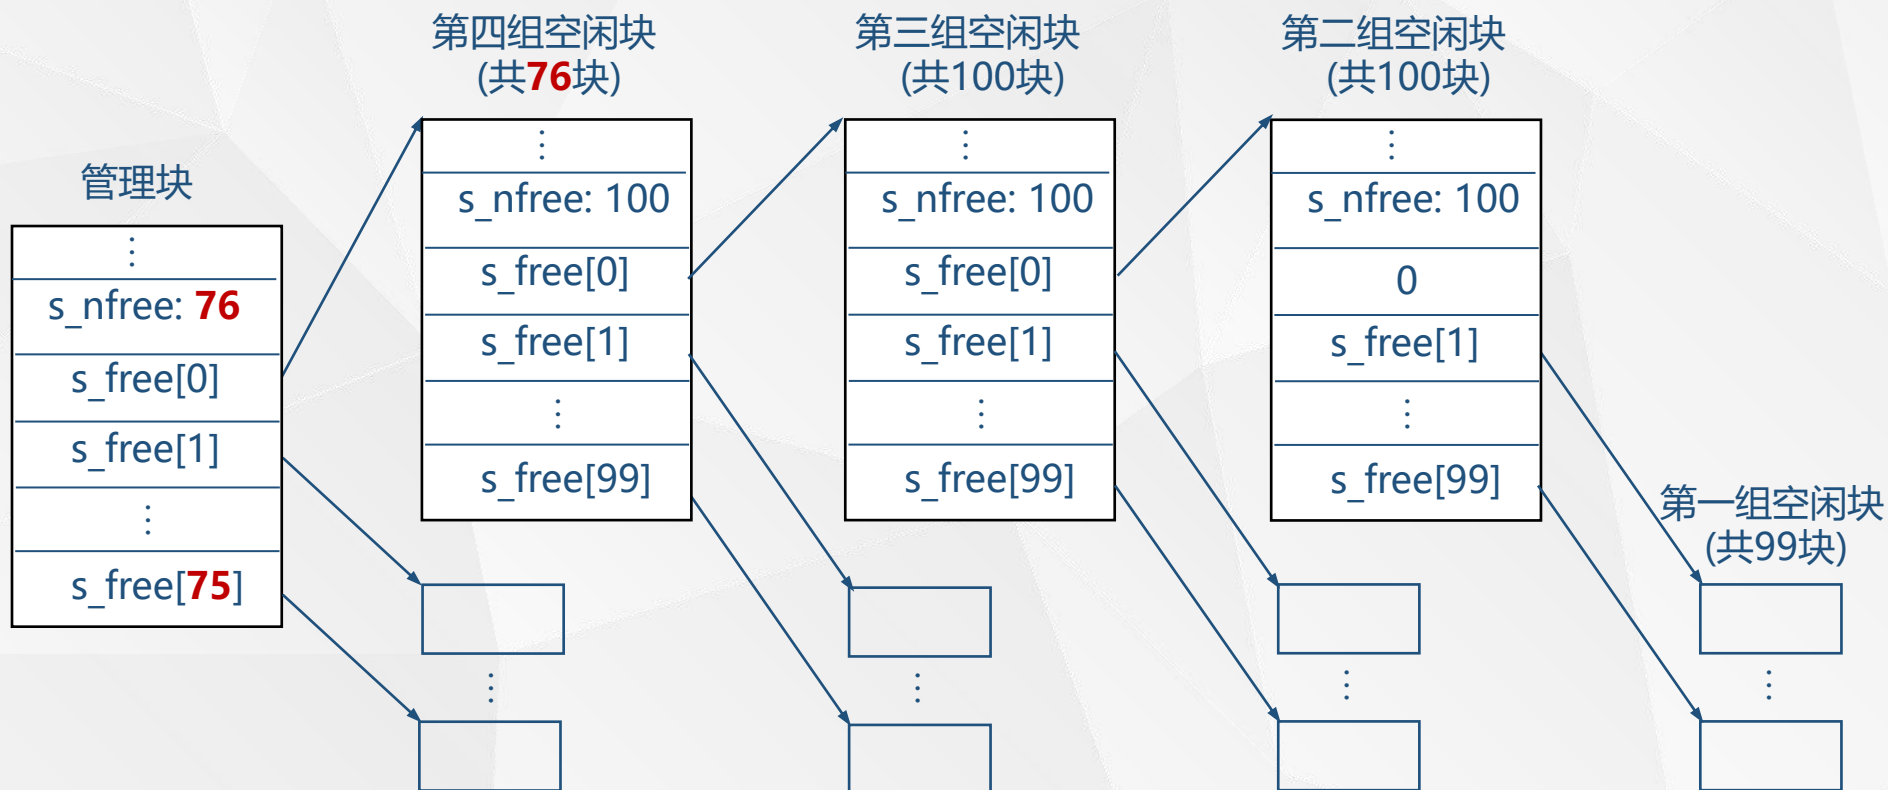 管理块
⋮
s_nfree: 76
s_free[0]
s_free[1]
⋮
s_free[75]
第四组空闲块
(共76块)
⋮
s_nfree: 100
s_free[0]
s_free[1]
⋮
s_free[99]
⋮
第三组空闲块
(共100块)
⋮
s_nfree: 100
s_free[0]
s_free[1]
⋮
s_free[99]
⋮
第二组空闲块
(共100块)
⋮
s_nfree: 100
0
s_free[1]
⋮
s_free[99]
⋮
第一组空闲块
(共99块)
⋮